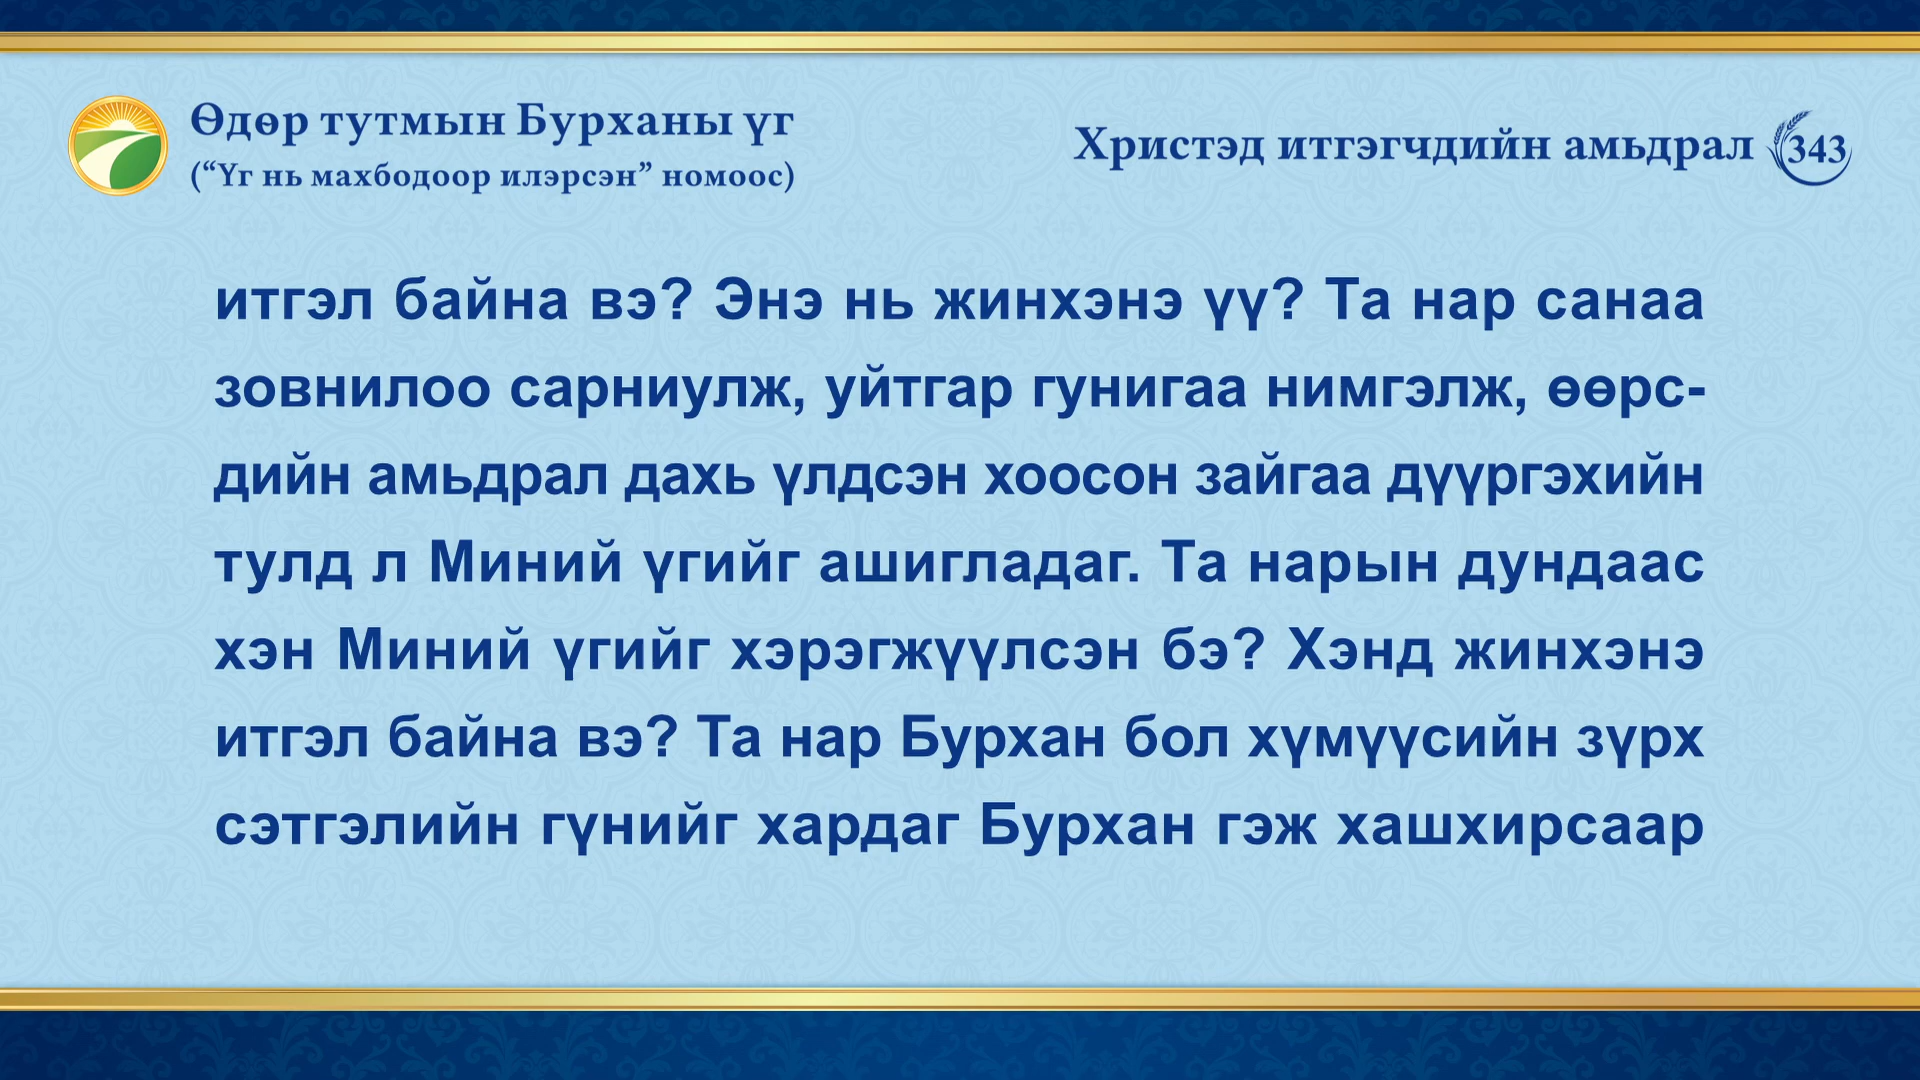 Өдөр тутмын Бурханы үг
(“Үг нь махбодоор илэрсэн” номоос)
Христэд итгэгчдийн амьдрал 343
итгэл байна вэ? Энэ нь жинхэнэ үү? Та нар санаа
зовнилоо сарниулж, уйтгар гунигаа нимгэлж, өөрс-
дийн амьдрал дахь үлдсэн хоосон зайгаа дүүргэхийн
тулд л Миний үгийг ашигладаг. Та нарын дундаас
хэн Миний үгийг хэрэгжүүлсэн бэ? Хэнд жинхэнэ
итгэл байна вэ? Та нар Бурхан бол хүмүүсийн зүрх
сэтгэлийн гүнийг хардаг Бурхан гэж хашхирсаар